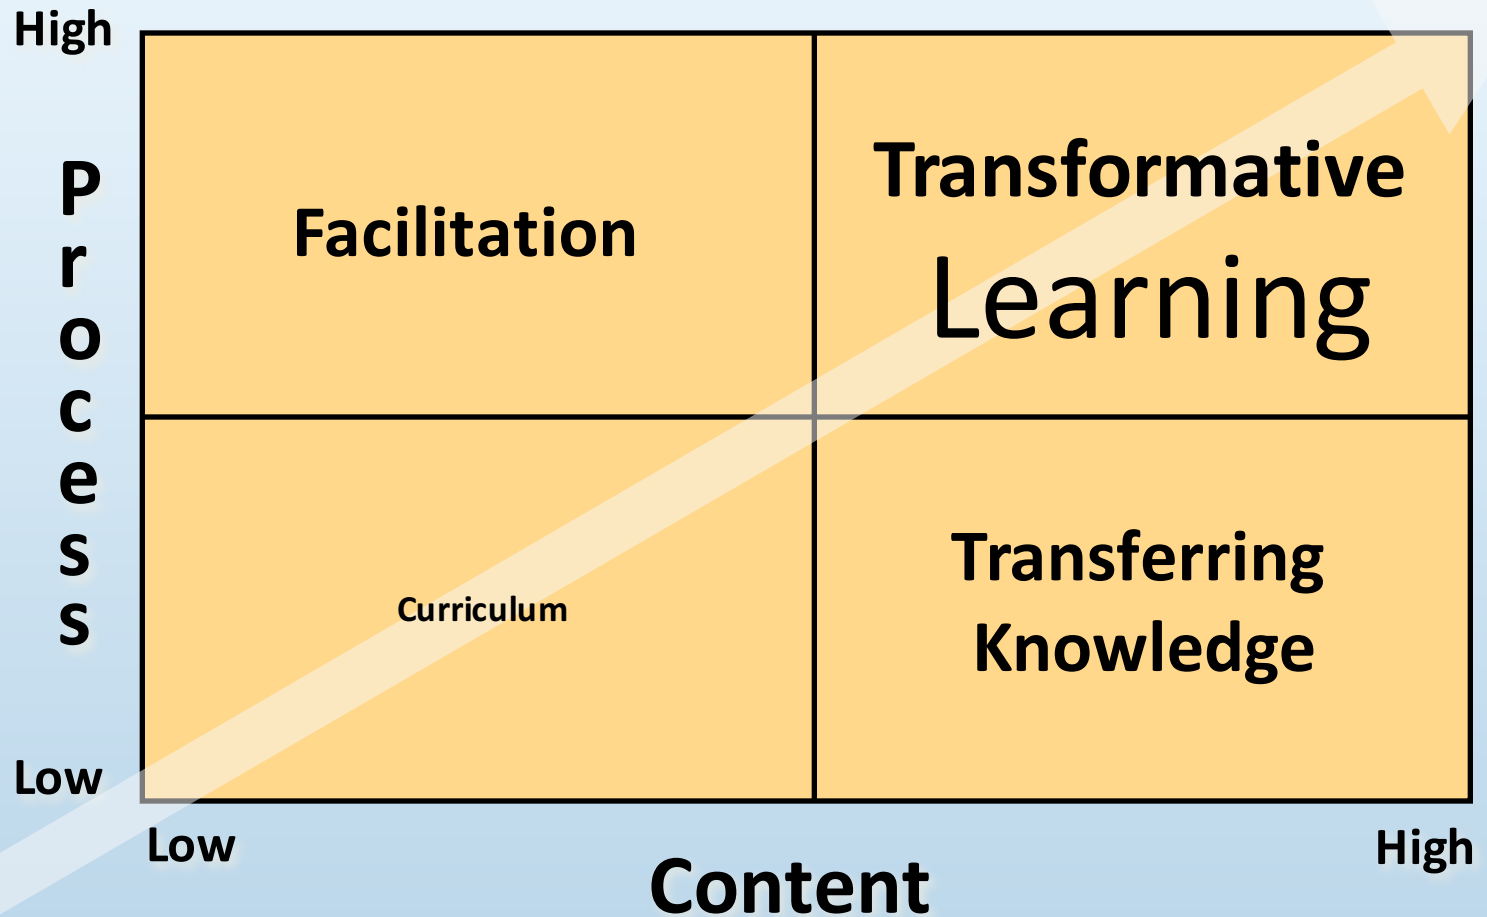 High
Process
Facilitation
Transformative
Learning
Curriculum
Transferring
Knowledge
Low
Low
High
Content